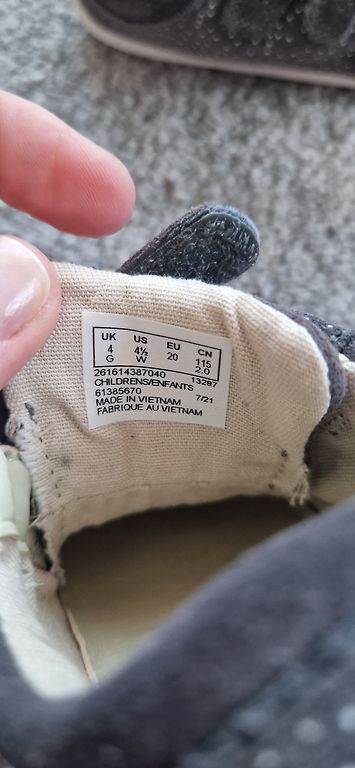 UK US EU CN
4 4½ 20 115
G W 2.0
261614387040 13287
CHILDRENS/ENFANTS
61385670
MADE IN VIETNAM 7/21
FABRIQUE AU VIETNAM